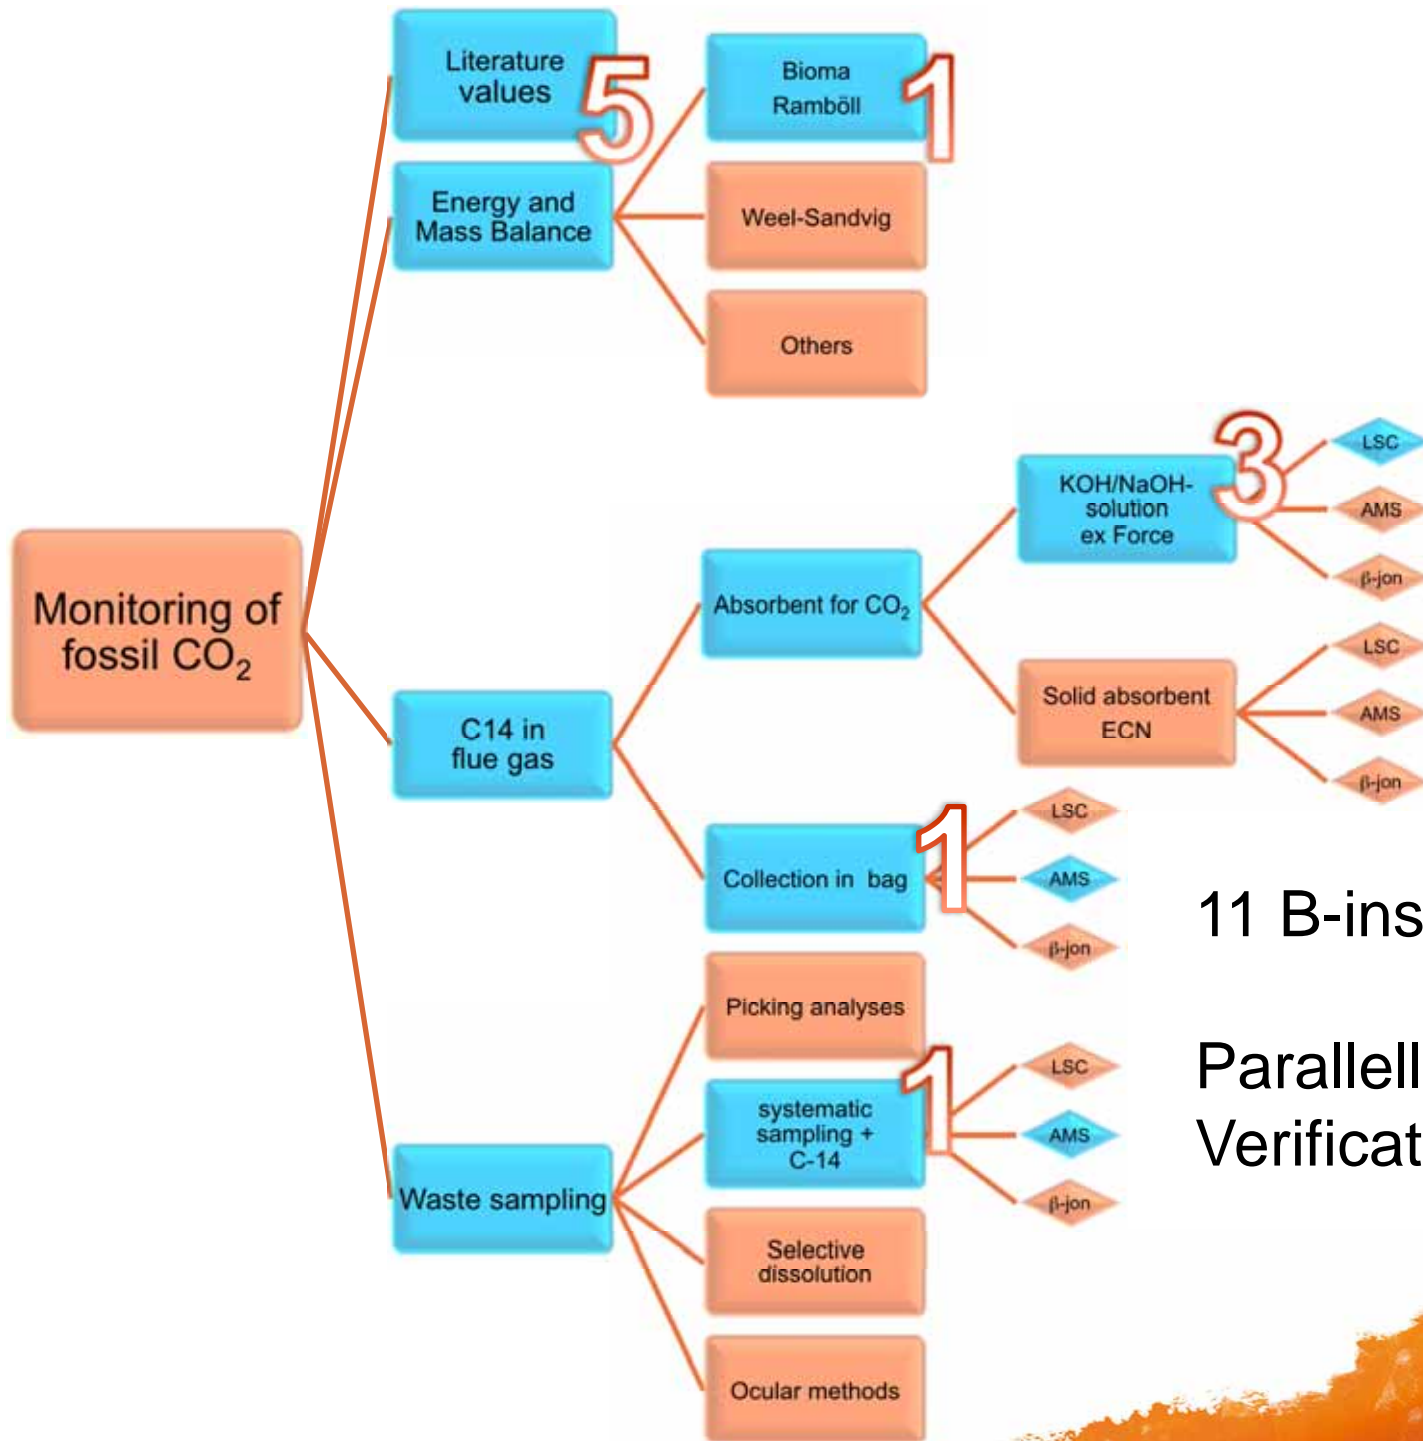 Monitoring of
fossil CO₂
Literature
values
5
Energy and
Mass Balance
Bioma
Ramböll
1
Weel-Sandvig
Others
C14 in
flue gas
Absorbent for CO₂
KOH/NaOH-
solution
ex Force
3
LSC
AMS
β-jon
Solid absorbent
ECN
LSC
AMS
β-jon
Collection in bag
1
LSC
AMS
β-jon
Waste sampling
Picking analyses
systematic
sampling +
C-14
1
LSC
AMS
β-jon
Selective
dissolution
Ocular methods
11 B-ins
Parallell
Verificat